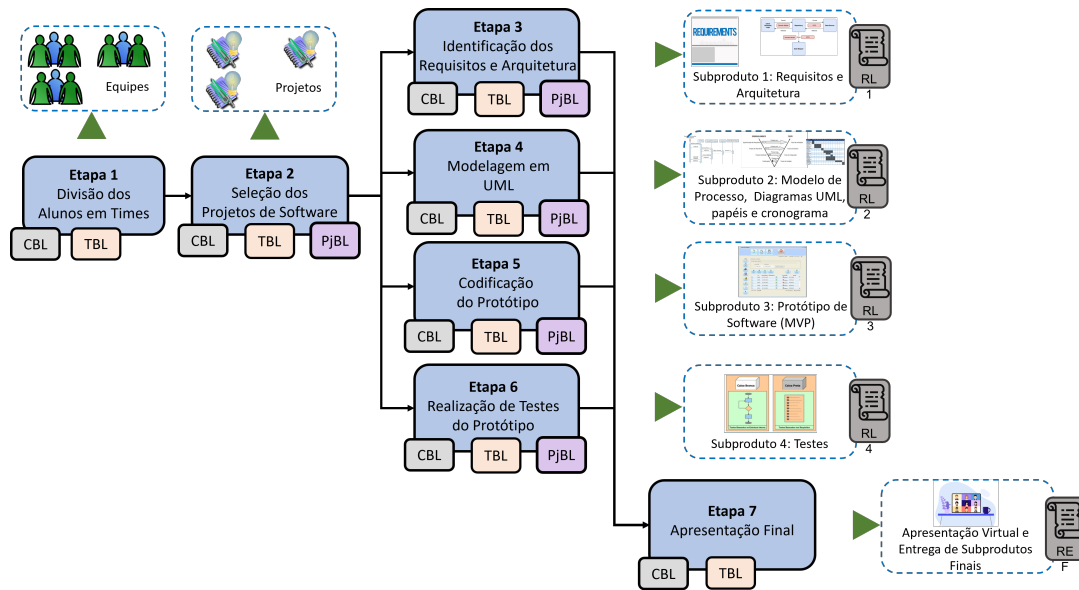 Equipes
Projetos
Etapa 1
Divisão dos
Alunos em Times
CBL
TBL
Etapa 2
Seleção dos
Projetos de Software
CBL
TBL
PjBL
Etapa 3
Identificação dos
Requisitos e Arquitetura
CBL
TBL
PjBL
REQUIREMENTS
Subproduto 1: Requisitos e
Arquitetura
RL
1
Etapa 4
Modelagem em
UML
CBL
TBL
PjBL
Subproduto 2: Modelo de
Processo, Diagramas UML,
papéis e cronograma
RL
2
Etapa 5
Codificação
do Protótipo
CBL
TBL
PjBL
Subproduto 3: Protótipo de
Software (MVP)
RL
3
Etapa 6
Realização de Testes
do Protótipo
CBL
TBL
PjBL
Caixa Branca
Caixa Preta
Subproduto 4: Testes
RL
4
Etapa 7
Apresentação Final
CBL
TBL
Apresentação Virtual e
Entrega de Subprodutos
Finais
RE
F